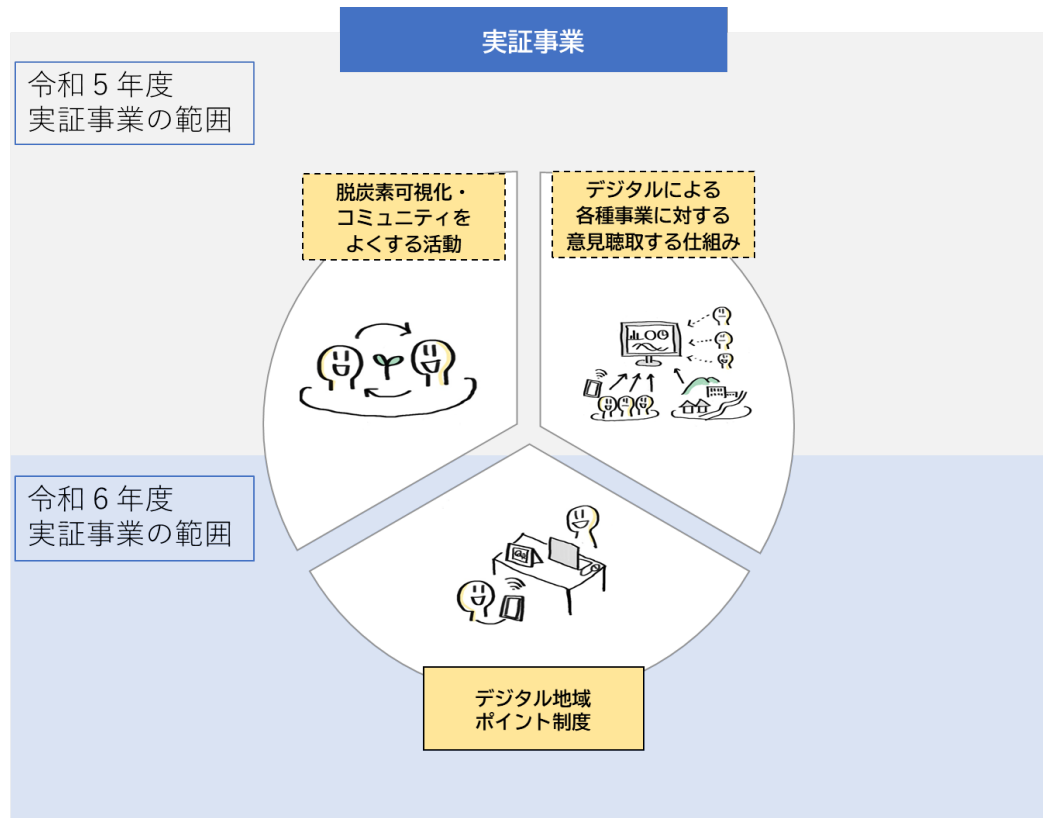 実証事業
令和5年度
実証事業の範囲
脱炭素可視化・
コミュニティを
よくする活動
デジタルによる
各種事業に対する
意見聴取する仕組み
令和6年度
実証事業の範囲
デジタル地域
ポイント制度